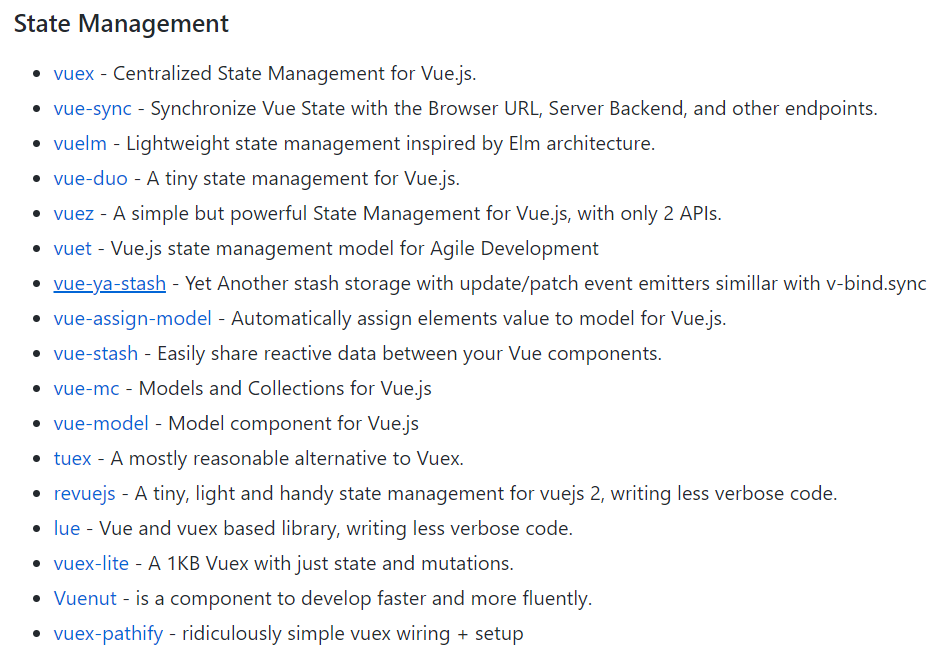 State Management
vuex - Centralized State Management for Vue.js.
vue-sync - Synchronize Vue State with the Browser URL, Server Backend, and other endpoints.
vuelm - Lightweight state management inspired by Elm architecture.
vue-duo - A tiny state management for Vue.js.
vuez - A simple but powerful State Management for Vue.js, with only 2 APIs.
vuet - Vue.js state management model for Agile Development
vue-ya-stash - Yet Another stash storage with update/patch event emitters simillar with v-bind.sync
vue-assign-model - Automatically assign elements value to model for Vue.js.
vue-stash - Easily share reactive data between your Vue components.
vue-mc - Models and Collections for Vue.js
vue-model - Model component for Vue.js
tuex - A mostly reasonable alternative to Vuex.
revuejs - A tiny, light and handy state management for vuejs 2, writing less verbose code.
lue - Vue and vuex based library, writing less verbose code.
vuex-lite - A 1KB Vuex with just state and mutations.
Vuenut - is a component to develop faster and more fluently.
vuex-pathify - ridiculously simple vuex wiring + setup